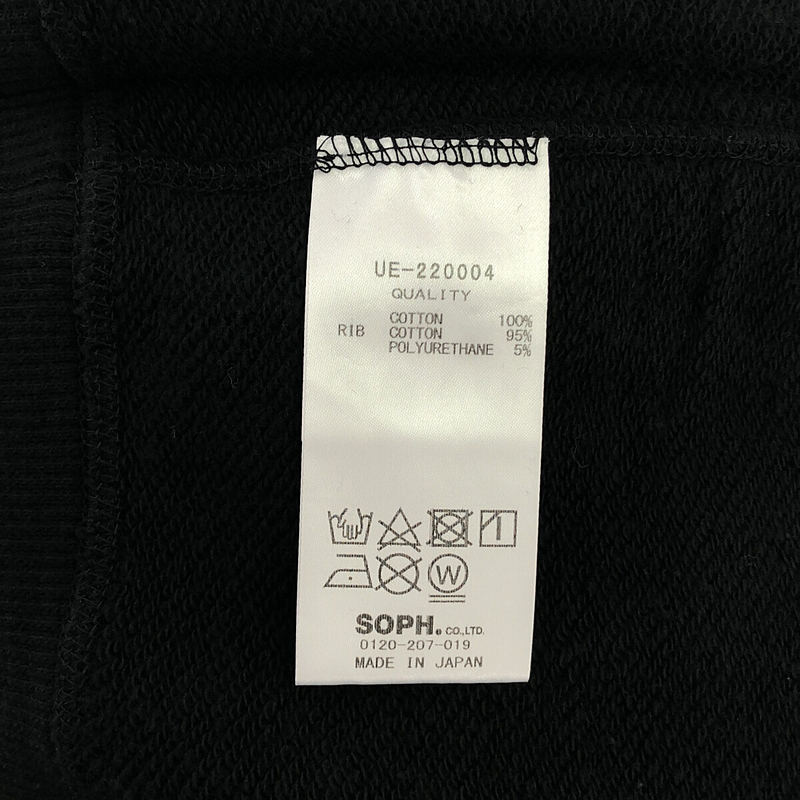 UE-220004
QUALITY
COTTON 100%
RIB COTTON 95%
POLYURETHANE 5%
W
SOPH. CO.,LTD.
0120-207-019
MADE IN JAPAN